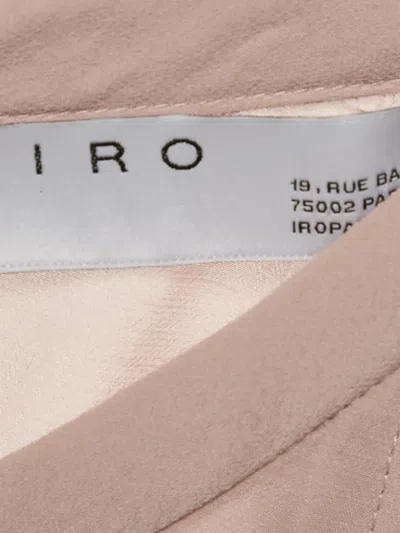 IRO
19, RUE BA
75002 PA
IROPA